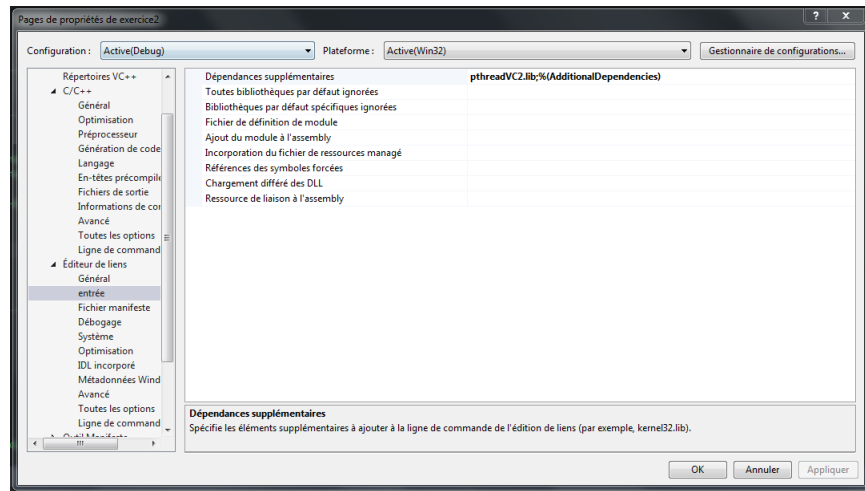 Pages de propriétés de exercice2
Configuration : Active(Debug) Plateforme : Active(Win32) Gestionnaire de configurations...
Répertoires VC++
C/C++
Général
Optimisation
Préprocesseur
Génération de code
Langage
En-têtes précompile
Fichiers de sortie
Informations de cor
Avancé
Toutes les options
Ligne de command
Éditeur de liens
Général
entrée
Fichier manifeste
Débogage
Système
Optimisation
IDL incorporé
Métadonnées Wind
Avancé
Toutes les options
Ligne de command
Outil Manifeste
Dépendances supplémentaires pthreadVC2.lib;%(AdditionalDependencies)
Toutes bibliothèques par défaut ignorées
Bibliothèques par défaut spécifiques ignorées
Fichier de définition de module
Ajout du module à l'assembly
Incorporation du fichier de ressources managé
Références des symboles forcées
Chargement différé des DLL
Ressource de liaison à l'assembly
Dépendances supplémentaires
Spécifie les éléments supplémentaires à ajouter à la ligne de commande de l'édition de liens (par exemple, kernel32.lib).
OK Annuler Appliquer